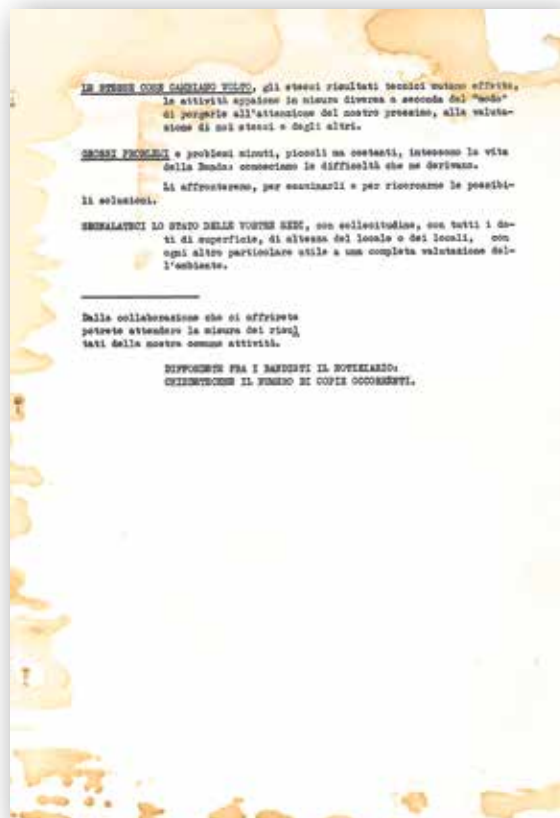 LE STESSE COSE CAMBIANO VOLTO, gli stessi risultati tecnici mutano effetto,
le attività appaiono in misura diversa a seconda del "modo"
di porgerle all'attenzione del nostro prossimo, alla valuta-
zione di noi stessi e degli altri.
GROSSI PROBLEMI e problemi minuti, piccoli ma costanti, intessono la vita
della Banda: conosciamo le difficoltà che ne derivano.
Li affronteremo, per esaminarli e per ricercarne le possibi-
li soluzioni.
SEGNALATECI LO STATO DELLE VOSTRE SEDI, con sollecitudine, con tutti i da-
ti di superficie, di altezza del locale o dei locali, con
ogni altro particolare utile a una completa valutazione del-
l'ambiente.
Dalla collaborazione che ci offrirete
potrete attendere la misura dei risul
tati della nostra comune attività.
DIFFONDETE FRA I BANDISTI IL NOTIZIARIO:
CHIEDETECENE IL NUMERO DI COPIE OCCORRENTI.